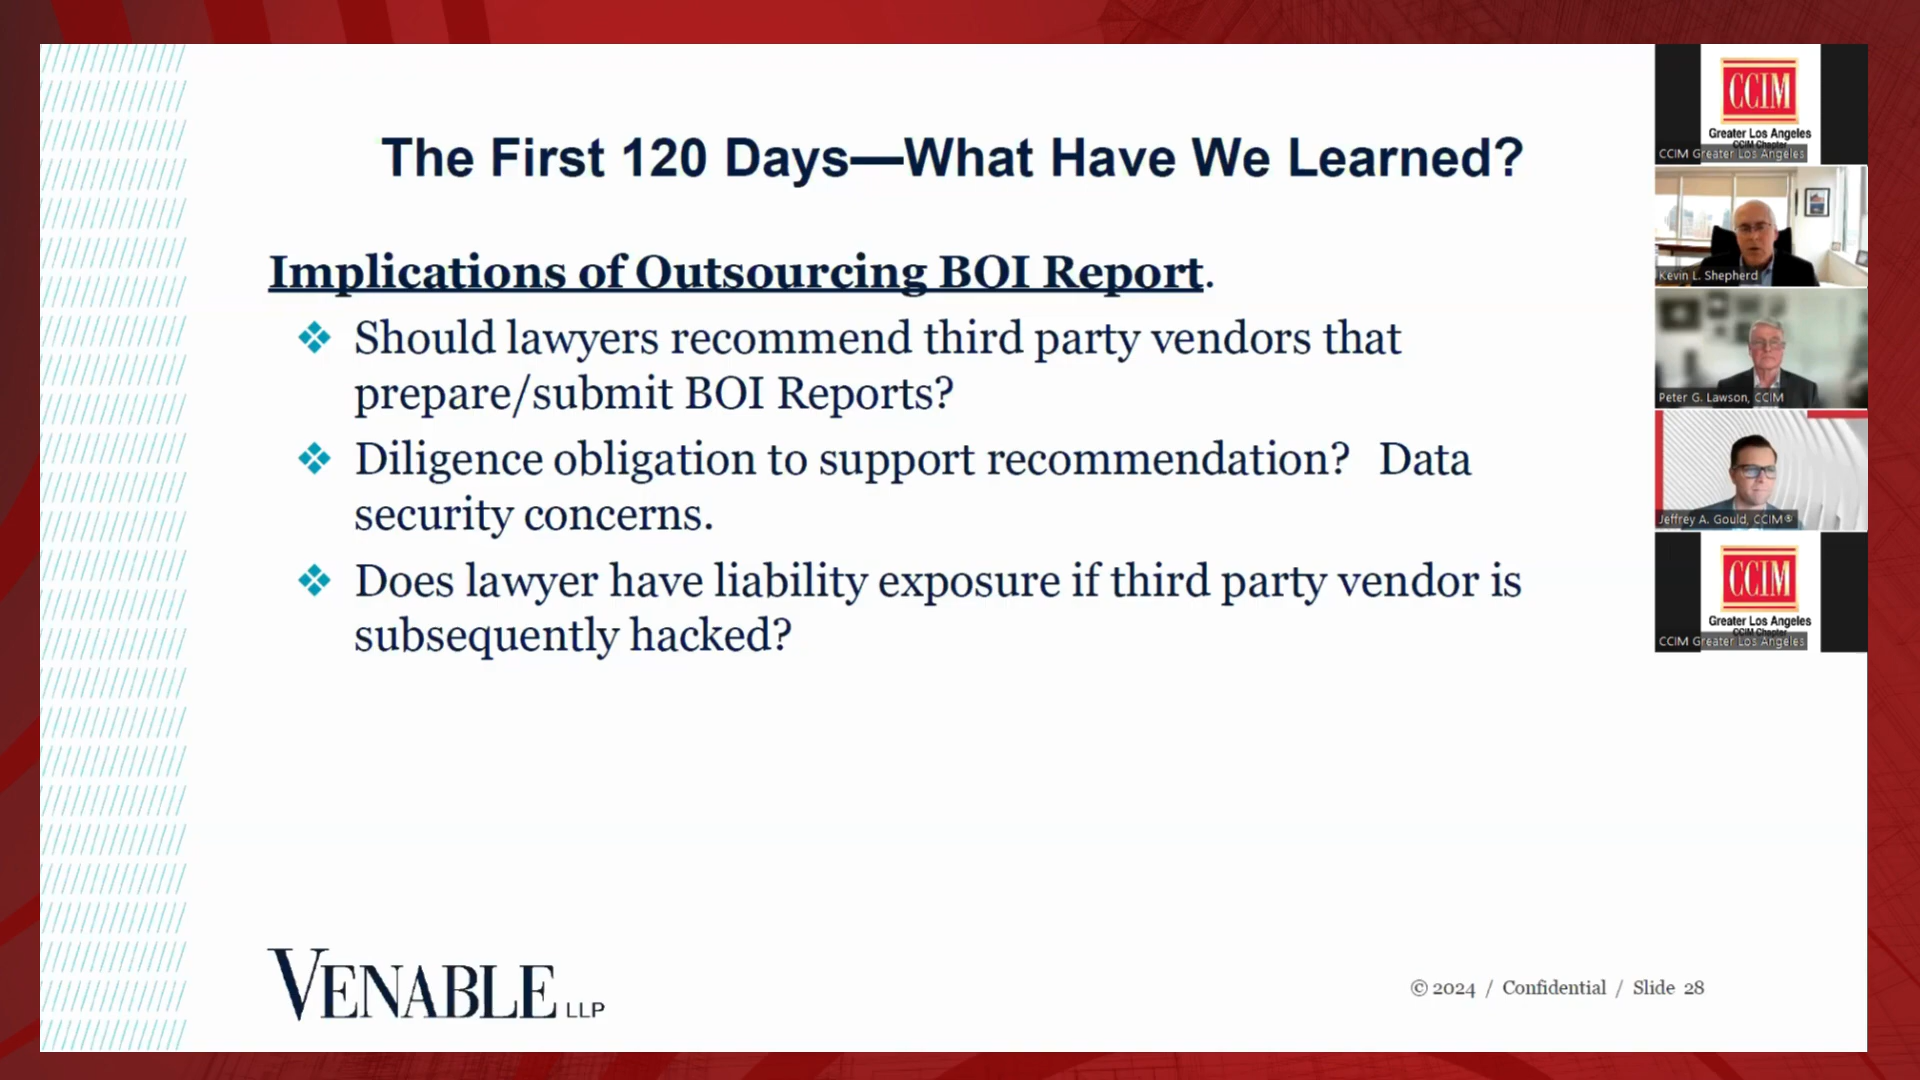 The First 120 Days—What Have We Learned?
Implications of Outsourcing BOI Report.
❖ Should lawyers recommend third party vendors that
prepare/submit BOI Reports?
❖ Diligence obligation to support recommendation? Data
security concerns.
❖ Does lawyer have liability exposure if third party vendor is
subsequently hacked?
VENABLE LLP
© 2024 / Confidential / Slide 28
CCIM
Greater Los Angeles
CCIM Chapter
CCIM Greater Los Angeles
Kevin L. Shepherd
Peter G. Lawson, CCIM
Jeffrey A. Gould, CCIM®
CCIM
Greater Los Angeles
CCIM Chapter
CCIM Greater Los Angeles